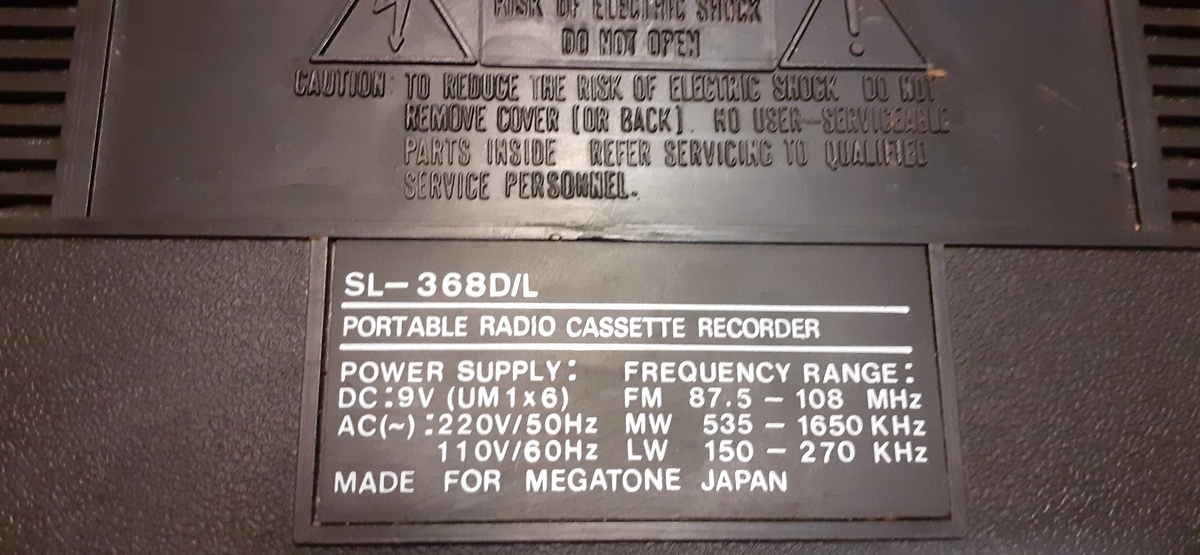 RISK OF ELECTRIC SHOCK
DO NOT OPEN
CAUTION: TO REDUCE THE RISK OF ELECTRIC SHOCK DO NOT
REMOVE COVER (OR BACK). NO USER-SERVICEABLE
PARTS INSIDE REFER SERVICING TO QUALIFIED
SERVICE PERSONNEL.
SL-368D/L
PORTABLE RADIO CASSETTE RECORDER
POWER SUPPLY: FREQUENCY RANGE:
DC:9V (UM1x6) FM 87.5 - 108 MHz
AC(~):220V/50Hz MW 535 - 1650 KHz
110V/60Hz LW 150 - 270 KHz
MADE FOR MEGATONE JAPAN